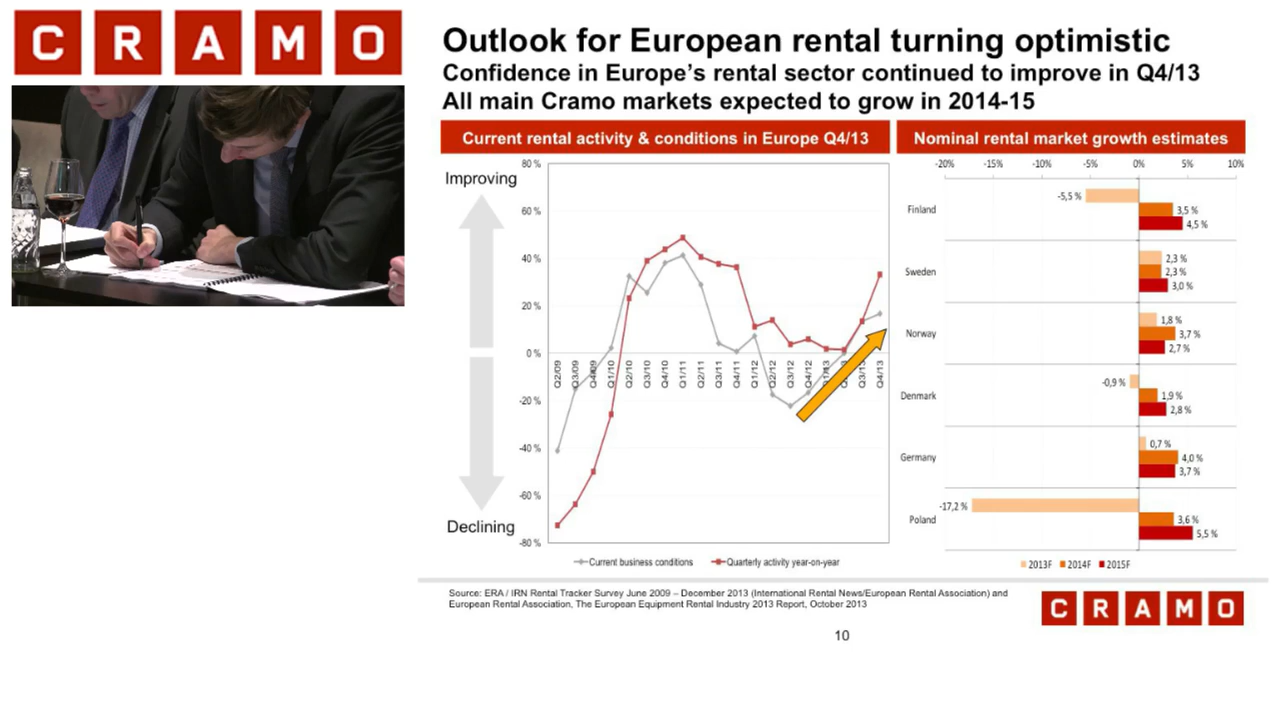 CRAMO
Outlook for European rental turning optimistic
Confidence in Europe's rental sector continued to improve in Q4/13
All main Cramo markets expected to grow in 2014-15
Current rental activity & conditions in Europe Q4/13
Improving
Declining
80 %
60 %
40 %
20 %
0 %
-20 %
-40 %
-60 %
-80 %
Q2/09
Q3/09
Q4/09
Q1/10
Q2/10
Q3/10
Q4/10
Q1/11
Q2/11
Q3/11
Q4/11
Q1/12
Q2/12
Q3/12
Q4/12
Q1/13
Q3/13
Q4/13
Current business conditions
Quarterly activity year-on-year
Nominal rental market growth estimates
-20% -15% -10% -5% 0% 5% 10%
Finland
-5,5 %
3,5 %
4,5 %
Sweden
2,3 %
2,3 %
3,0 %
Norway
1,8 %
3,7 %
2,7 %
Denmark
-0,9 %
1,9 %
2,8 %
Germany
0,7 %
4,0 %
3,7 %
Poland
-17,2 %
3,6 %
5,5 %
2013F 2014F 2015F
Source: ERA / IRN Rental Tracker Survey June 2009 – December 2013 (International Rental News/European Rental Association) and
European Rental Association, The European Equipment Rental Industry 2013 Report, October 2013
CRAMO
10